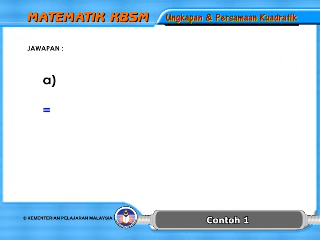 MATEMATIK KBSM
Ungkapan & Persamaan Kuadratik
JAWAPAN :
a)
=
© KEMENTERIAN PELAJARAN MALAYSIA
Contoh 1